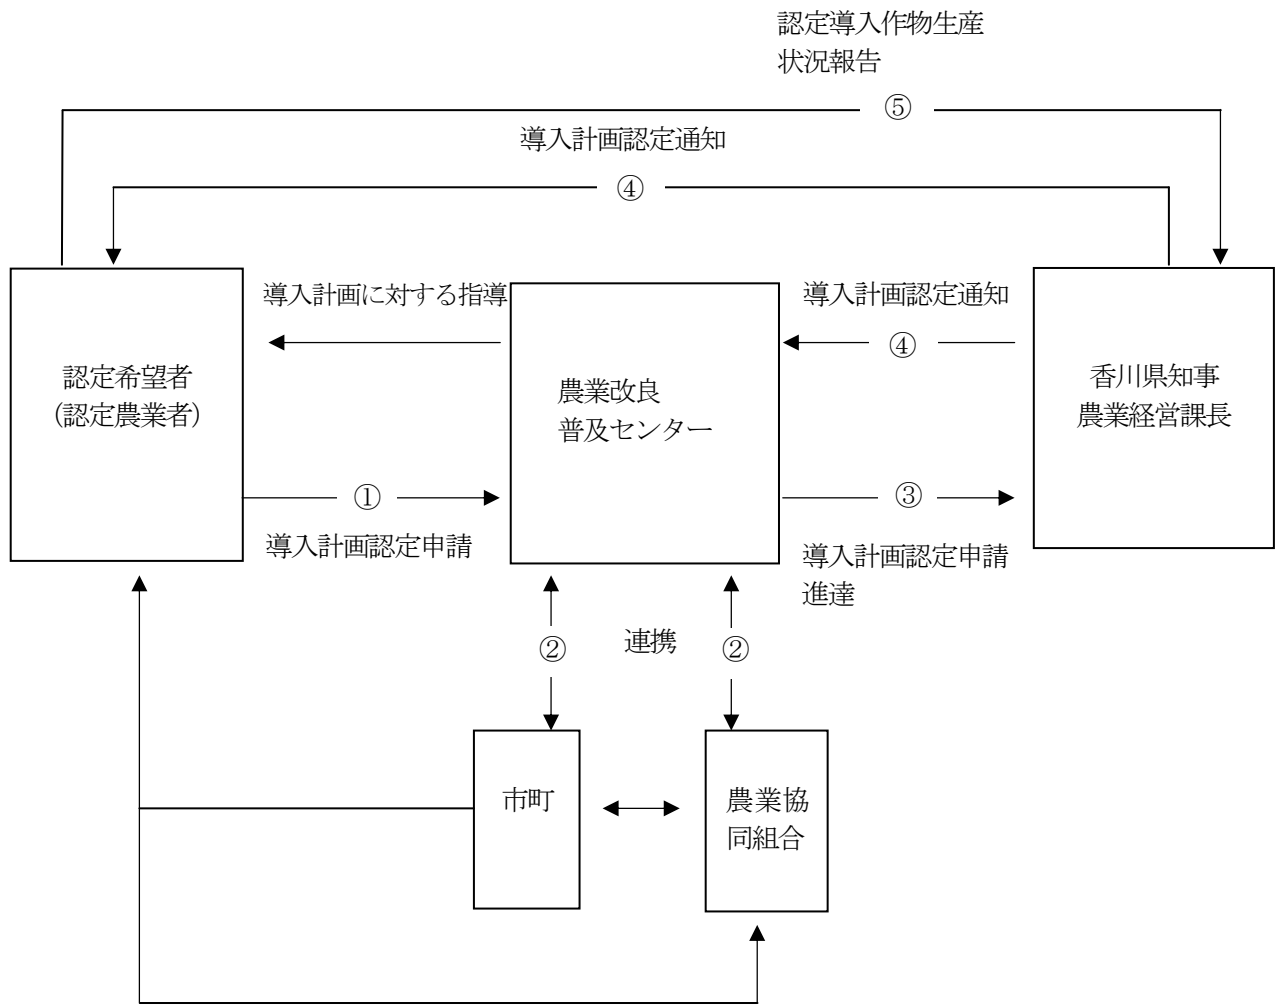 認定導入作物生産
状況報告
⑤
導入計画認定通知
④
導入計画に対する指導
導入計画認定通知
④
認定希望者
(認定農業者)
農業改良
普及センター
香川県知事
農業経営課長
①
③
導入計画認定申請
導入計画認定申請
進達
②
連携
②
市町
農業協
同組合